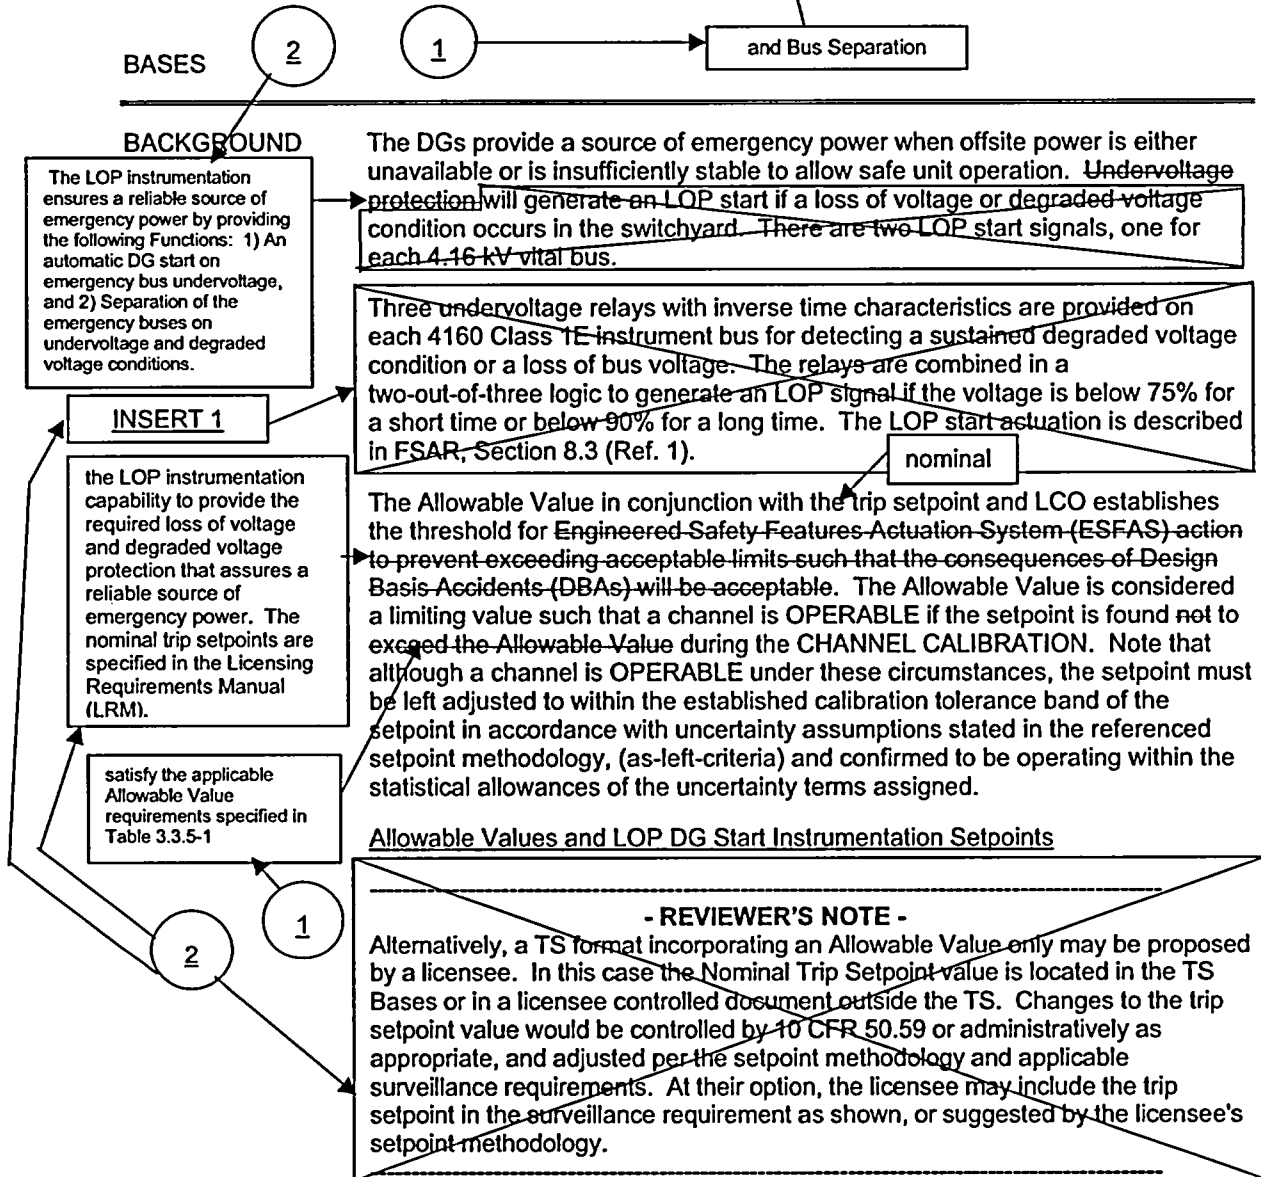 2
1
and Bus Separation
BASES
BACKGROUND
The DGs provide a source of emergency power when offsite power is either
unavailable or is insufficiently stable to allow safe unit operation. Undervoltage
protection will generate an LOP start if a loss of voltage or degraded voltage
condition occurs in the switchyard. There are two LOP start signals, one for
each 4.16 kV vital bus.
The LOP instrumentation
ensures a reliable source of
emergency power by providing
the following Functions: 1) An
automatic DG start on
emergency bus undervoltage,
and 2) Separation of the
emergency buses on
undervoltage and degraded
voltage conditions.
Three undervoltage relays with inverse time characteristics are provided on
each 4160 Class 1E instrument bus for detecting a sustained degraded voltage
condition or a loss of bus voltage. The relays are combined in a
two-out-of-three logic to generate an LOP signal if the voltage is below 75% for
a short time or below 90% for a long time. The LOP start actuation is described
in FSAR, Section 8.3 (Ref. 1).
INSERT 1
nominal
the LOP instrumentation
capability to provide the
required loss of voltage
and degraded voltage
protection that assures a
reliable source of
emergency power. The
nominal trip setpoints are
specified in the Licensing
Requirements Manual
(LRM).
The Allowable Value in conjunction with the trip setpoint and LCO establishes
the threshold for Engineered Safety Features Actuation System (ESFAS) action
to prevent exceeding acceptable limits such that the consequences of Design
Basis Accidents (DBAs) will be acceptable. The Allowable Value is considered
a limiting value such that a channel is OPERABLE if the setpoint is found not to
exceed the Allowable Value during the CHANNEL CALIBRATION. Note that
although a channel is OPERABLE under these circumstances, the setpoint must
be left adjusted to within the established calibration tolerance band of the
setpoint in accordance with uncertainty assumptions stated in the referenced
setpoint methodology, (as-left-criteria) and confirmed to be operating within the
statistical allowances of the uncertainty terms assigned.
satisfy the applicable
Allowable Value
requirements specified in
Table 3.3.5-1
Allowable Values and LOP DG Start Instrumentation Setpoints
1
2
- REVIEWER'S NOTE -
Alternatively, a TS format incorporating an Allowable Value only may be proposed
by a licensee. In this case the Nominal Trip Setpoint value is located in the TS
Bases or in a licensee controlled document outside the TS. Changes to the trip
setpoint value would be controlled by 10 CFR 50.59 or administratively as
appropriate, and adjusted per the setpoint methodology and applicable
surveillance requirements. At their option, the licensee may include the trip
setpoint in the surveillance requirement as shown, or suggested by the licensee's
setpoint methodology.